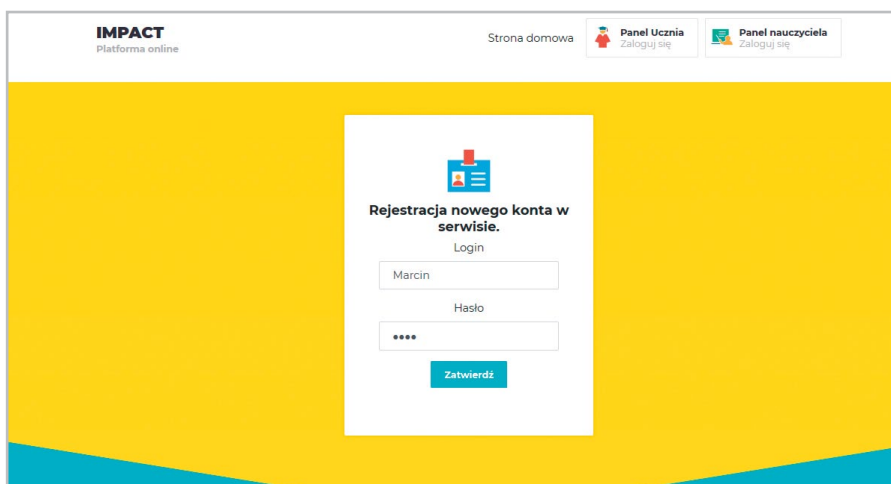 IMPACT
Platforma online
Strona domowa
Panel Ucznia
Zaloguj się
Panel nauczyciela
Zaloguj się
Rejestracja nowego konta w
serwisie.
Login
Marcin
Hasło
••••
Zatwierdź